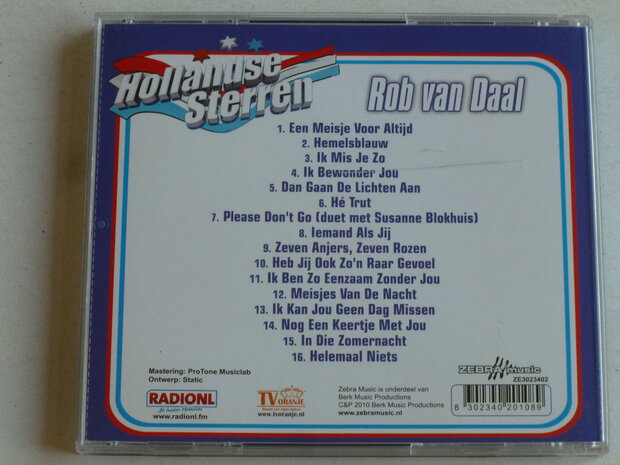 Hollandse
Sterren
Rob van Daal
1. Een Meisje Voor Altijd
2. Hemelsblauw
3. Ik Mis Je Zo
4. Ik Bewonder Jou
5. Dan Gaan De Lichten Aan
6. Hé Trut
7. Please Don't Go (duet met Susanne Blokhuis)
8. Iemand Als Jij
9. Zeven Anjers, Zeven Rozen
10. Heb Jij Ook Zo'n Raar Gevoel
11. Ik Ben Zo Eenzaam Zonder Jou
12. Meisjes Van De Nacht
13. Ik Kan Jou Geen Dag Missen
14. Nog Een Keertje Met Jou
15. In Die Zomernacht
16. Helemaal Niets
Mastering: ProTone Musiclab
Ontwerp: Static
ZEBRA music
ZE3023402
RADIONL
www.radionl.fm
TV ORANJE
www.tvoranje.nl
Zebra Music is onderdeel van
Berk Music Productions
C&P 2010 Berk Music Productions
www.zebramusic.nl
8 302340 201089